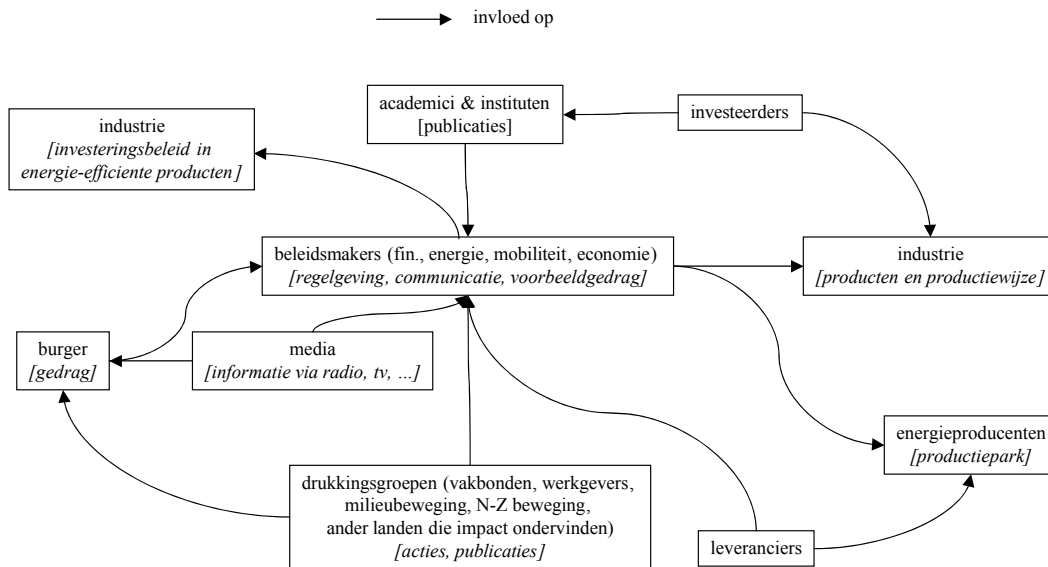 invloed op
academici & instituten
[publicaties]
investeerders
industrie
[investeringsbeleid in
energie-efficiente producten]
beleidsmakers (fin., energie, mobiliteit, economie)
[regelgeving, communicatie, voorbeeldgedrag]
industrie
[producten en productiewijze]
burger
[gedrag]
media
[informatie via radio, tv, ...]
energieproducenten
[productiepark]
drukkingsgroepen (vakbonden, werkgevers,
milieubeweging, N-Z beweging,
ander landen die impact ondervinden)
[acties, publicaties]
leveranciers